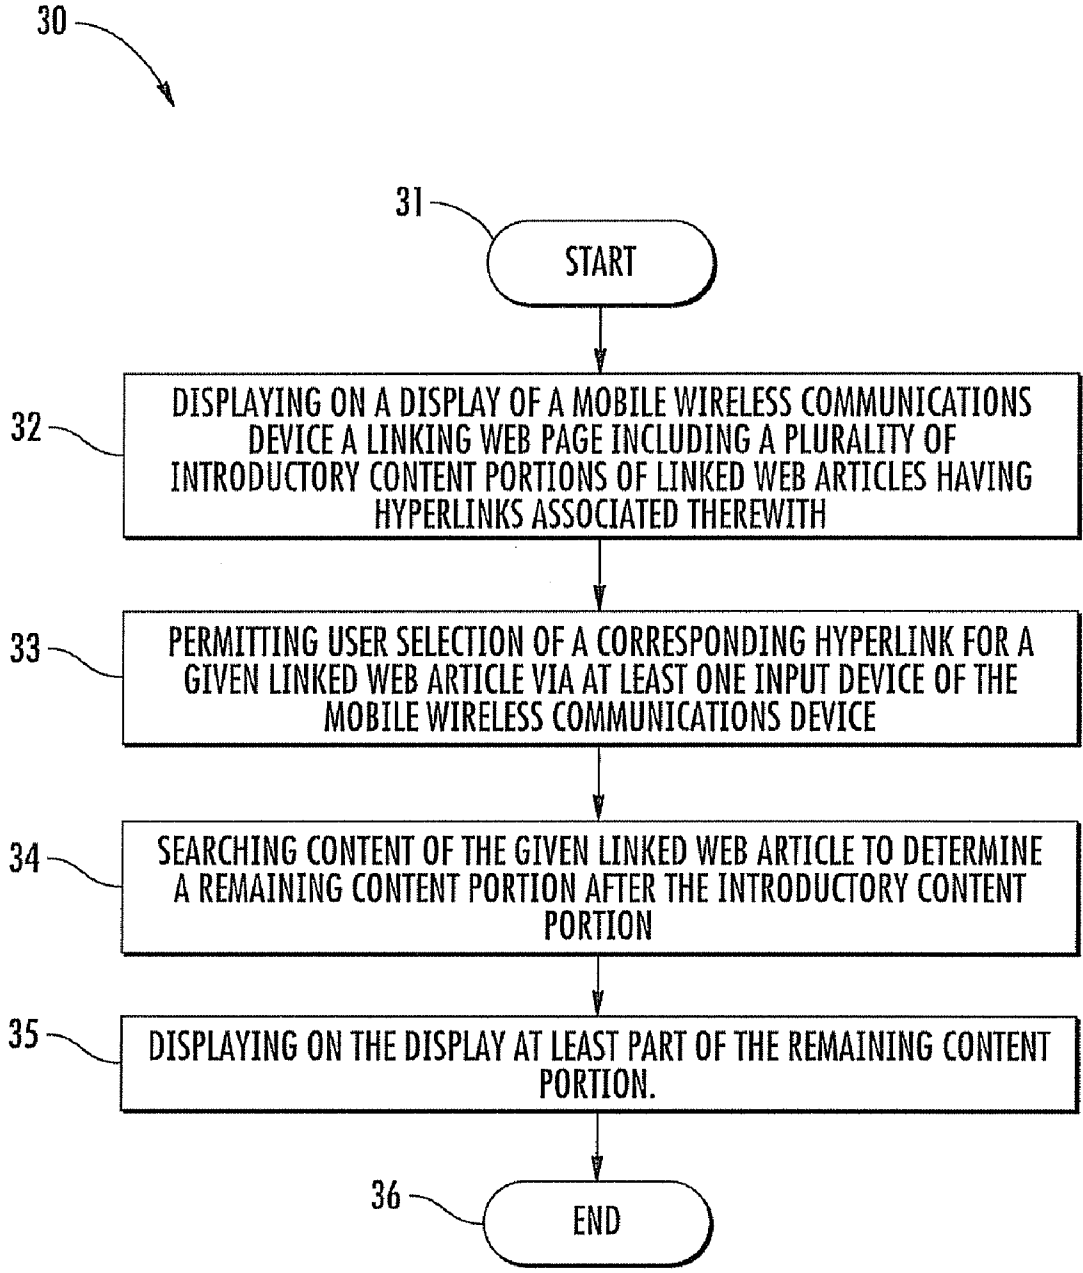 30
31
START
32
DISPLAYING ON A DISPLAY OF A MOBILE WIRELESS COMMUNICATIONS
DEVICE A LINKING WEB PAGE INCLUDING A PLURALITY OF
INTRODUCTORY CONTENT PORTIONS OF LINKED WEB ARTICLES HAVING
HYPERLINKS ASSOCIATED THEREWITH
33
PERMITTING USER SELECTION OF A CORRESPONDING HYPERLINK FOR A
GIVEN LINKED WEB ARTICLE VIA AT LEAST ONE INPUT DEVICE OF THE
MOBILE WIRELESS COMMUNICATIONS DEVICE
34
SEARCHING CONTENT OF THE GIVEN LINKED WEB ARTICLE TO DETERMINE
A REMAINING CONTENT PORTION AFTER THE INTRODUCTORY CONTENT
PORTION
35
DISPLAYING ON THE DISPLAY AT LEAST PART OF THE REMAINING CONTENT
PORTION.
36
END